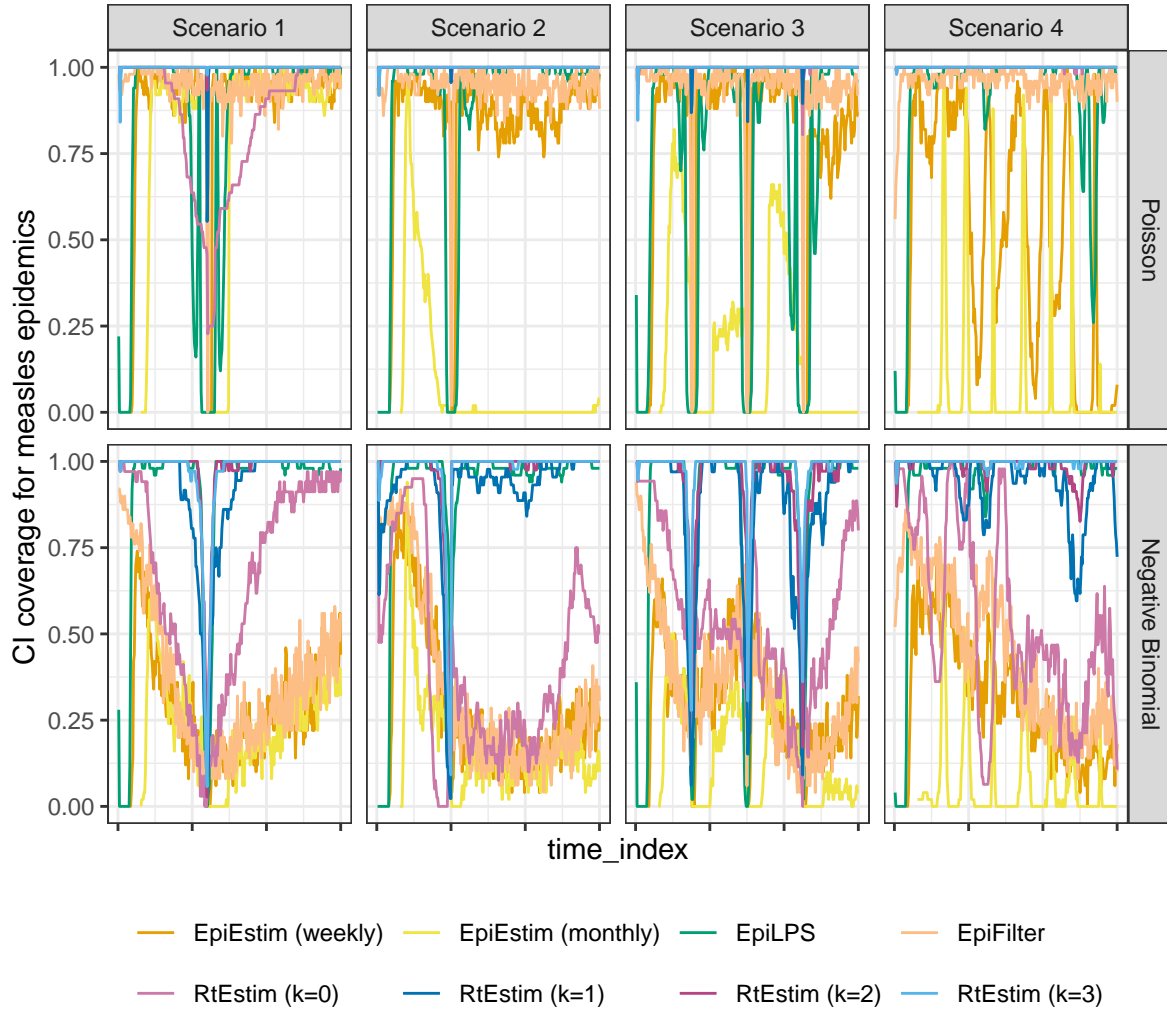 Scenario 1 Scenario 2 Scenario 3 Scenario 4
CI coverage for measles epidemics
1.00
0.75
0.50
0.25
0.00
Poisson
1.00
0.75
0.50
0.25
0.00
Negative Binomial
time_index
EpiEstim (weekly) EpiEstim (monthly) EpiLPS EpiFilter
RtEstim (k=0) RtEstim (k=1) RtEstim (k=2) RtEstim (k=3)